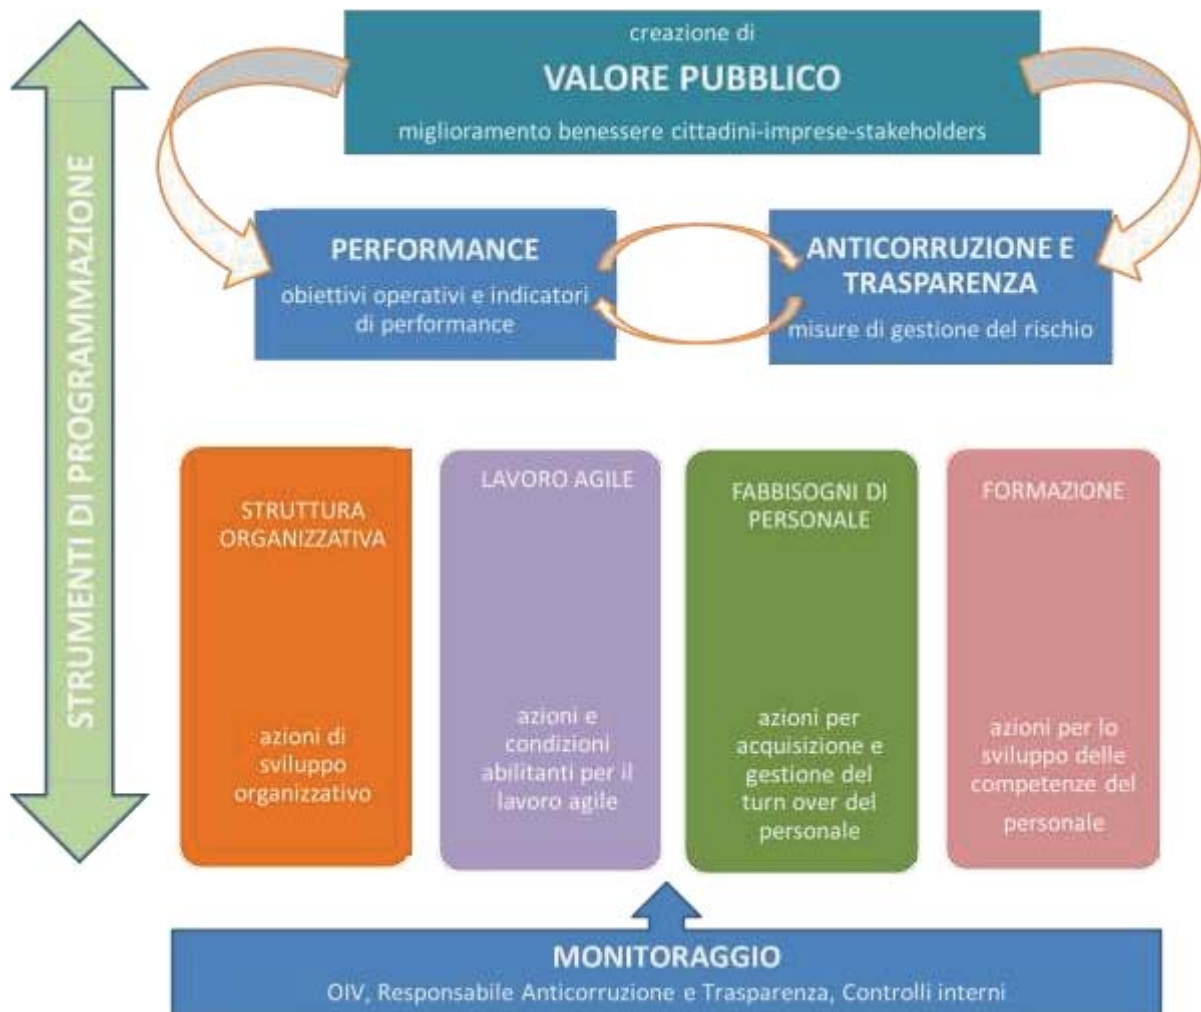 STRUMENTI DI PROGRAMMAZIONE
creazione di
VALORE PUBBLICO
miglioramento benessere cittadini-imprese-stakeholders
PERFORMANCE
obiettivi operativi e indicatori
di performance
ANTICORRUZIONE E
TRASPARENZA
misure di gestione del rischio
STRUTTURA
ORGANIZZATIVA
azioni di
sviluppo
organizzativo
LAVORO AGILE
azioni e
condizioni
abilitanti per il
lavoro agile
FABBISOGNI DI
PERSONALE
azioni per
acquisizione e
gestione del
turn over del
personale
FORMAZIONE
azioni per lo
sviluppo delle
competenze del
personale
MONITORAGGIO
OIV, Responsabile Anticorruzione e Trasparenza, Controlli interni